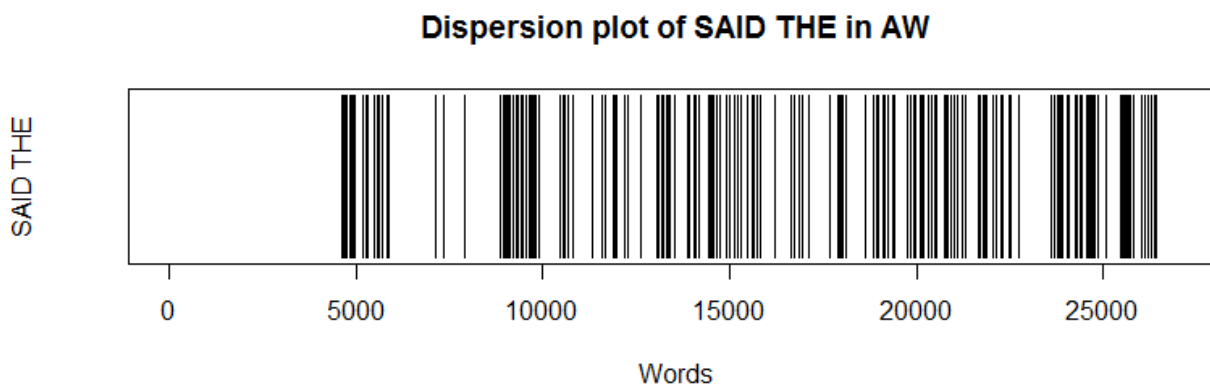 Dispersion plot of SAID THE in AW
SAID THE
0 5000 10000 15000 20000 25000
Words